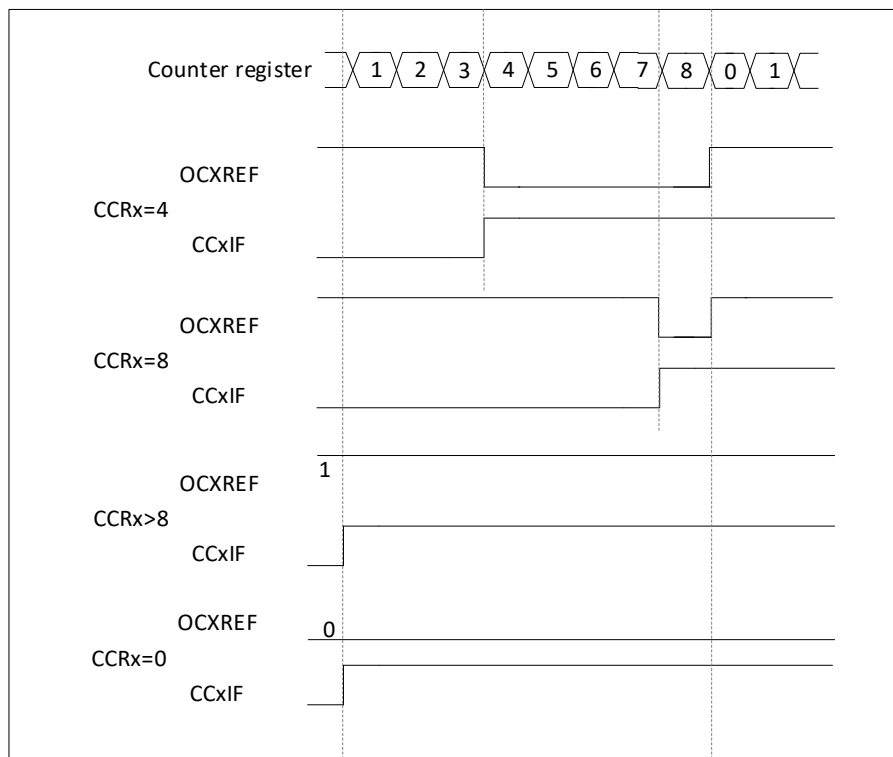 Counter register 1 2 3 4 5 6 7 8 0 1
OCXREF
CCRx=4
CCxIF
OCXREF
CCRx=8
CCxIF
1
OCXREF
CCRx>8
CCxIF
OCXREF 0
CCRx=0
CCxIF